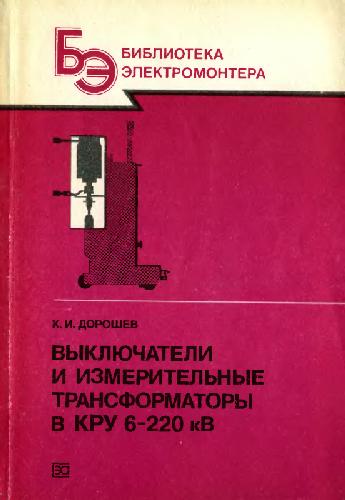 БЭ
БИБЛИОТЕКА
ЭЛЕКТРОМОНТЕРА
К. И. ДОРОШЕВ
ВЫКЛЮЧАТЕЛИ
И ИЗМЕРИТЕЛЬНЫЕ
ТРАНСФОРМАТОРЫ
В КРУ 6-220 кВ